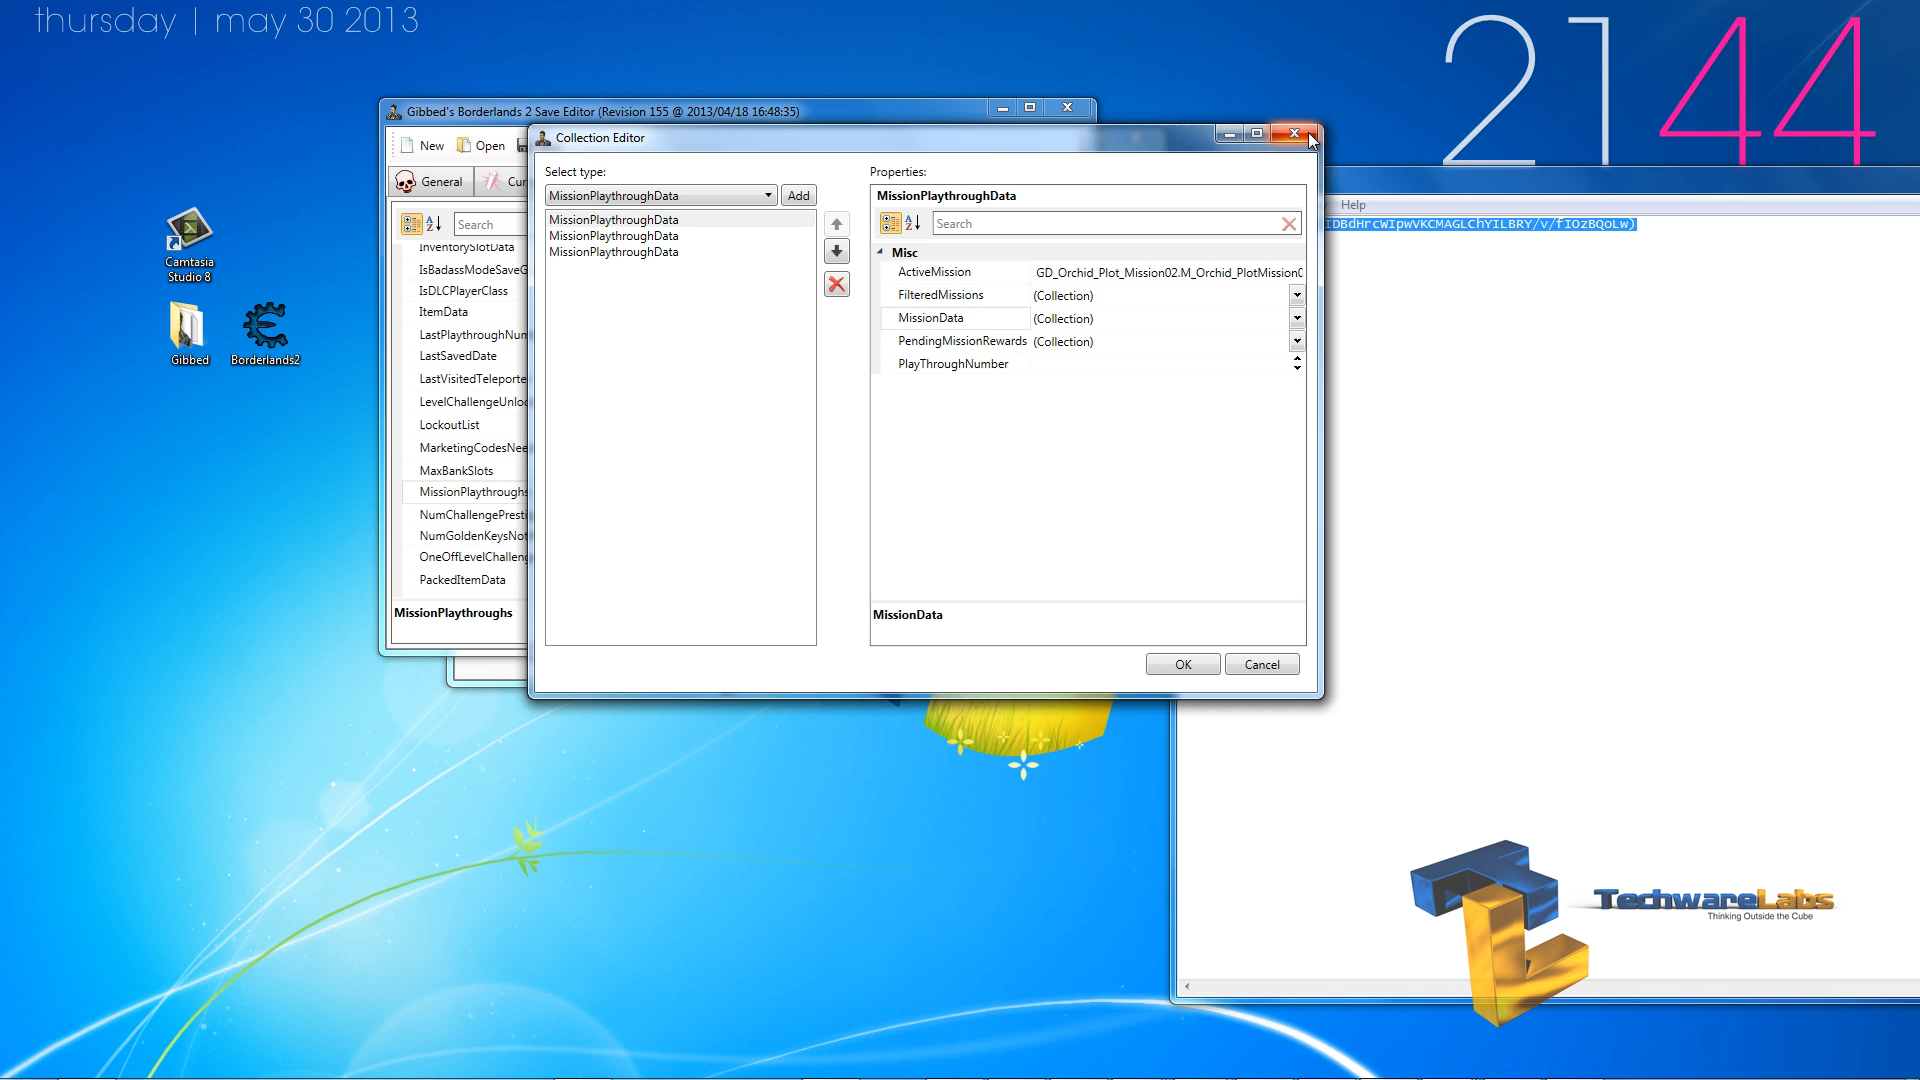 thursday | may 30 2013
2144
Gibbed's Borderlands 2 Save Editor (Revision 155 @ 2013/04/18 16:48:35)
New
Open
General
Search
InventorySlotData
IsDLCPlayerClass
ItemData
LastSavedDate
LockoutList
MaxBankSlots
MissionPlaythroughs
PackedItemData
MissionPlaythroughs
Collection Editor
Select type:
MissionPlaythroughData
Add
MissionPlaythroughData
MissionPlaythroughData
MissionPlaythroughData
Properties:
MissionPlaythroughData
Search
Misc
ActiveMission GD_Orchid_Plot_Mission02.M_Orchid_PlotMission0
FilteredMissions (Collection)
MissionData (Collection)
PendingMissionRewards (Collection)
PlayThroughNumber
MissionData
OK Cancel
Help
Camtasia
Studio 8
Gibbed
Borderlands2
TechwareLabs
Thinking Outside the Cube